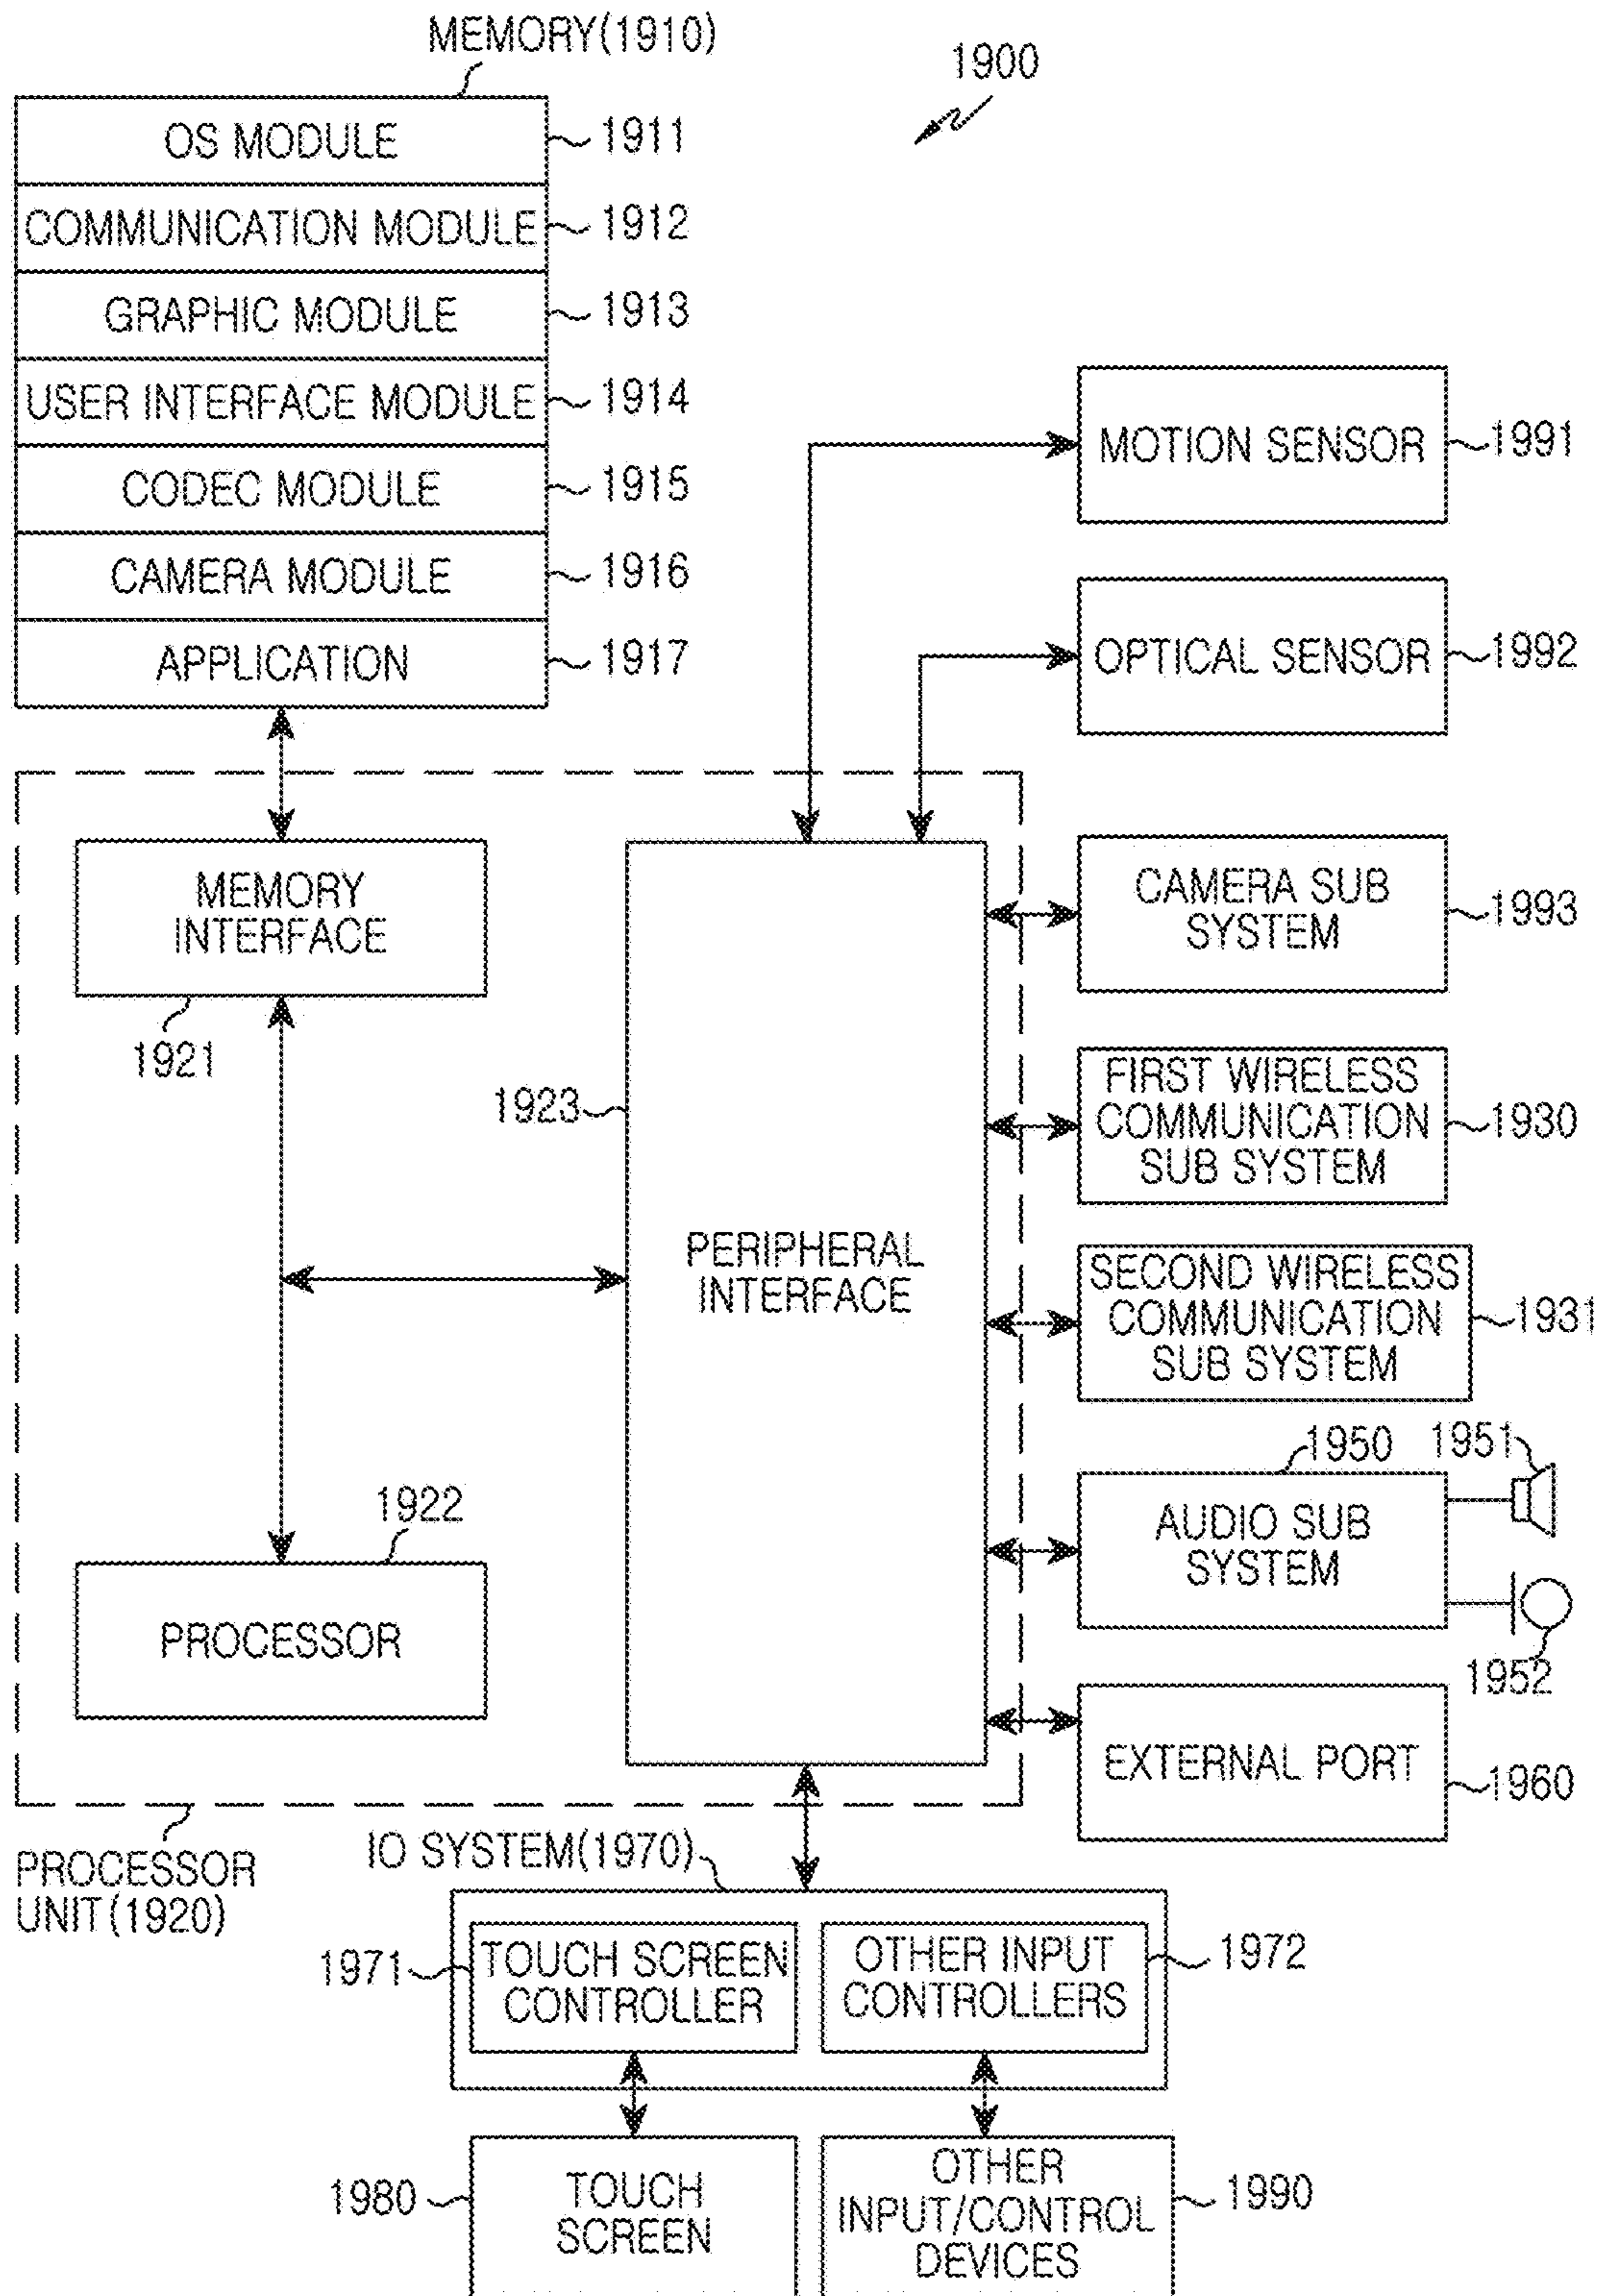 MEMORY(1910)
1900
OS MODULE
1911
COMMUNICATION MODULE
1912
GRAPHIC MODULE
1913
USER INTERFACE MODULE
1914
CODEC MODULE
1915
CAMERA MODULE
1916
APPLICATION
1917
MOTION SENSOR
1991
OPTICAL SENSOR
1992
MEMORY
INTERFACE
1921
CAMERA SUB
SYSTEM
1993
1923
FIRST WIRELESS
COMMUNICATION
SUB SYSTEM
1930
PERIPHERAL
INTERFACE
SECOND WIRELESS
COMMUNICATION
SUB SYSTEM
1931
1922
PROCESSOR
1950
1951
AUDIO SUB
SYSTEM
1952
EXTERNAL PORT
1960
PROCESSOR
UNIT(1920)
IO SYSTEM(1970)
1971
TOUCH SCREEN
CONTROLLER
OTHER INPUT
CONTROLLERS
1972
1980
TOUCH
SCREEN
OTHER
INPUT/CONTROL
DEVICES
1990